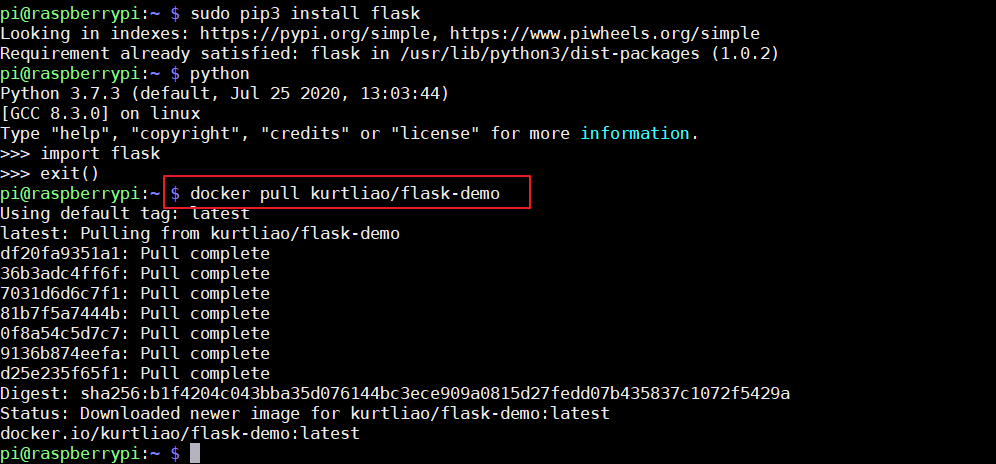 pi@raspberrypi:~ $ sudo pip3 install flask
Looking in indexes: https://pypi.org/simple, https://www.piwheels.org/simple
Requirement already satisfied: flask in /usr/lib/python3/dist-packages (1.0.2)
pi@raspberrypi:~ $ python
Python 3.7.3 (default, Jul 25 2020, 13:03:44)
[GCC 8.3.0] on linux
Type "help", "copyright", "credits" or "license" for more information.
>>> import flask
>>> exit()
pi@raspberrypi:~ $ docker pull kurtliao/flask-demo
Using default tag: latest
latest: Pulling from kurtliao/flask-demo
df20fa9351a1: Pull complete
36b3adc4ff6f: Pull complete
7031d6d6c7f1: Pull complete
81b7f5a7444b: Pull complete
0f8a54c5d7c7: Pull complete
9136b874eefa: Pull complete
d25e235f65f1: Pull complete
Digest: sha256:b1f4204c043bba35d076144bc3ece909a0815d27fedd07b435837c1072f5429a
Status: Downloaded newer image for kurtliao/flask-demo:latest
docker.io/kurtliao/flask-demo:latest
pi@raspberrypi:~ $